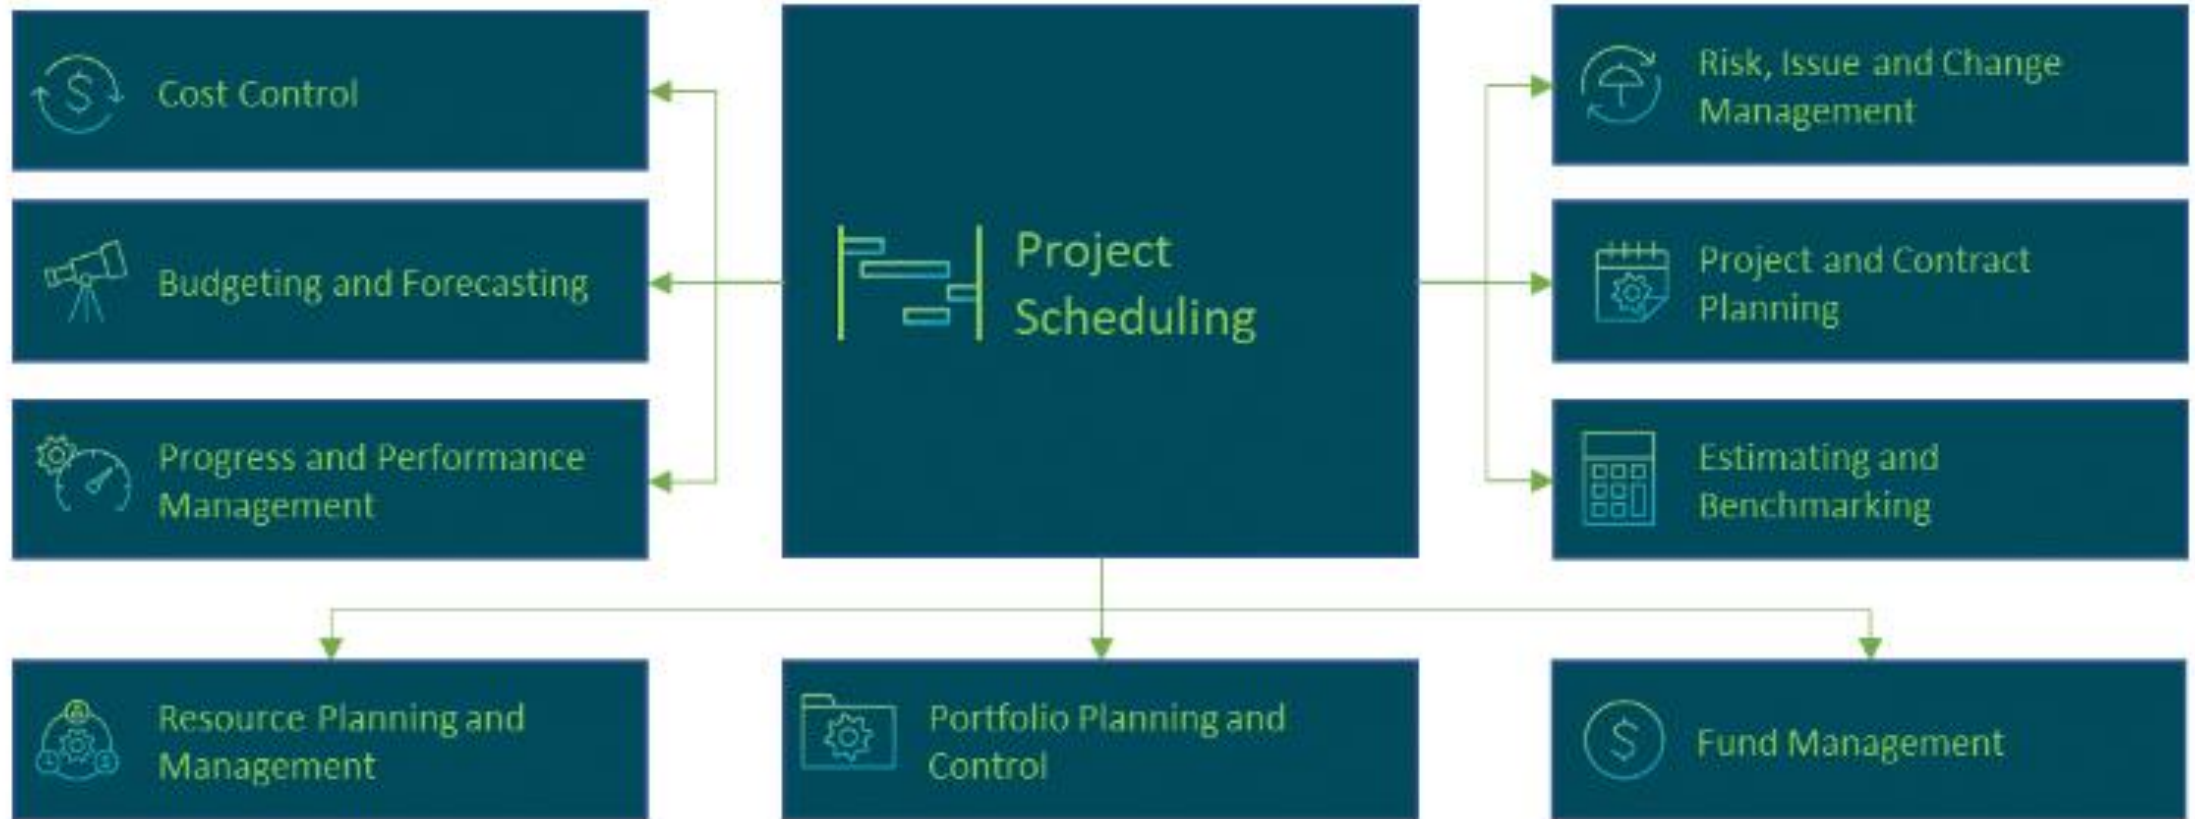 Cost Control
Budgeting and Forecasting
Progress and Performance
Management
Project
Scheduling
Risk, Issue and Change
Management
Project and Contract
Planning
Estimating and
Benchmarking
Resource Planning and
Management
Portfolio Planning and
Control
Fund Management